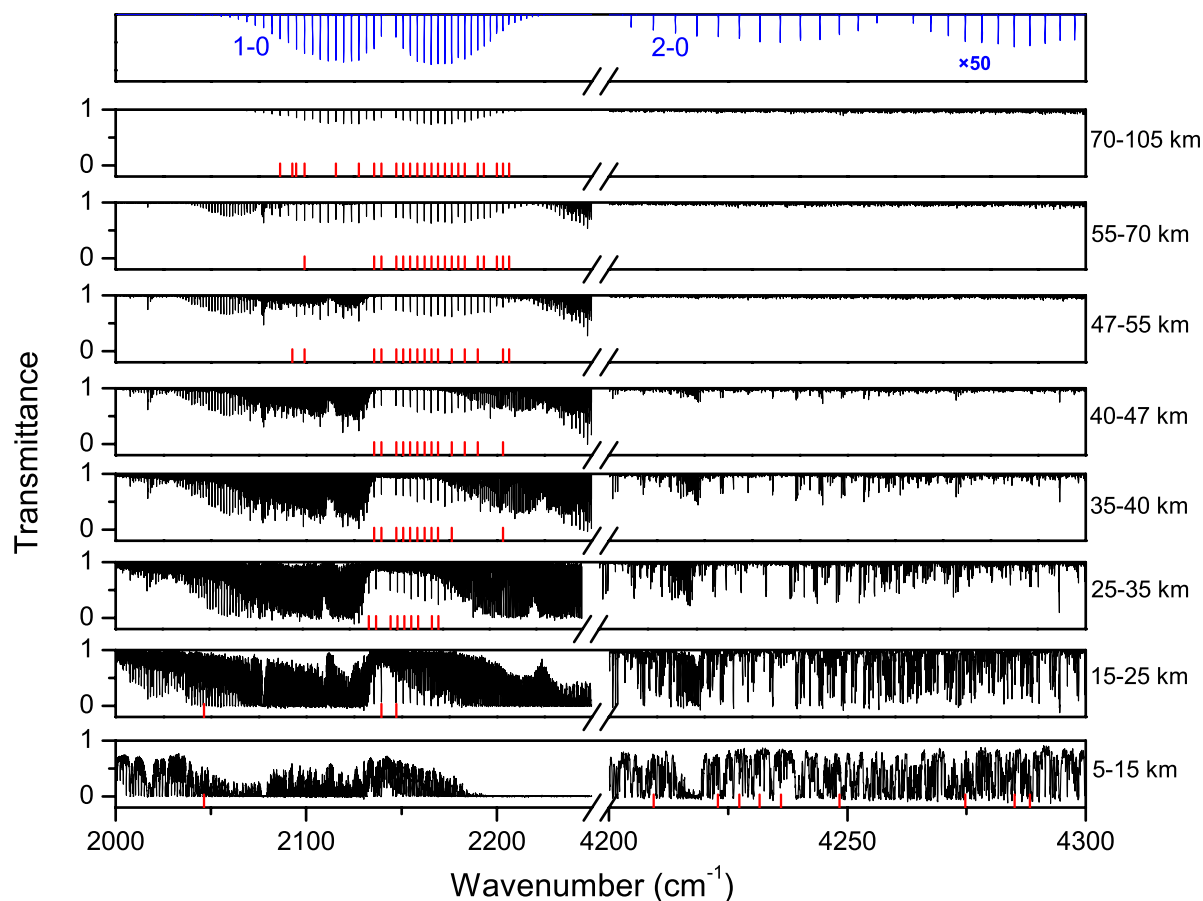 1-0
2-0
×50
1
0
70-105 km
1
0
55-70 km
1
0
47-55 km
1
0
40-47 km
1
0
35-40 km
1
0
25-35 km
1
0
15-25 km
1
0
5-15 km
Transmittance
2000 2100 2200 4200 4250 4300
Wavenumber (cm⁻¹)